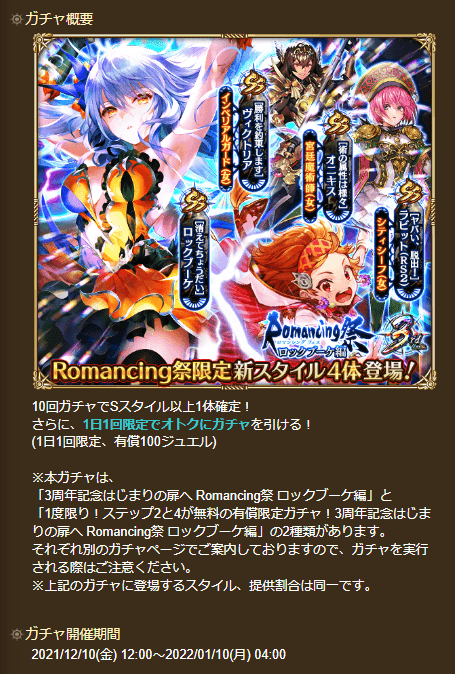 ガチャ概要
SS
[勝利を約束します]
ヴィクトリア
インペリアルガード(女)
SS
[術の属性は様々]
オニキス
宮廷魔術師(女)
SS
[消えてちょうだい]
ロックブーケ
SS
[ヤバい、脱出!]
ラビット(RS2)
シティシーフ(女)
Romancing祭
ロマンシング フェス
ロックブーケ編
3rd
Romancing祭限定 新スタイル4体 登場!
10回ガチャでSスタイル以上1体確定!
さらに、1日1回限定でオトクにガチャを引ける!
(1日1回限定、有償100ジュエル)
※本ガチャは、
「3周年記念はじまりの扉へ Romancing祭 ロックブーケ編」と
「1度限り!ステップ2と4が無料の有償限定ガチャ!3周年記念はじま
りの扉へ Romancing祭 ロックブーケ編」の2種類があります。
それぞれ別のガチャページでご案内しておりますので、ガチャを実行
される際はご注意ください。
※上記のガチャに登場するスタイル、提供割合は同一です。
ガチャ開催期間
2021/12/10(金) 12:00～2022/01/10(月) 04:00